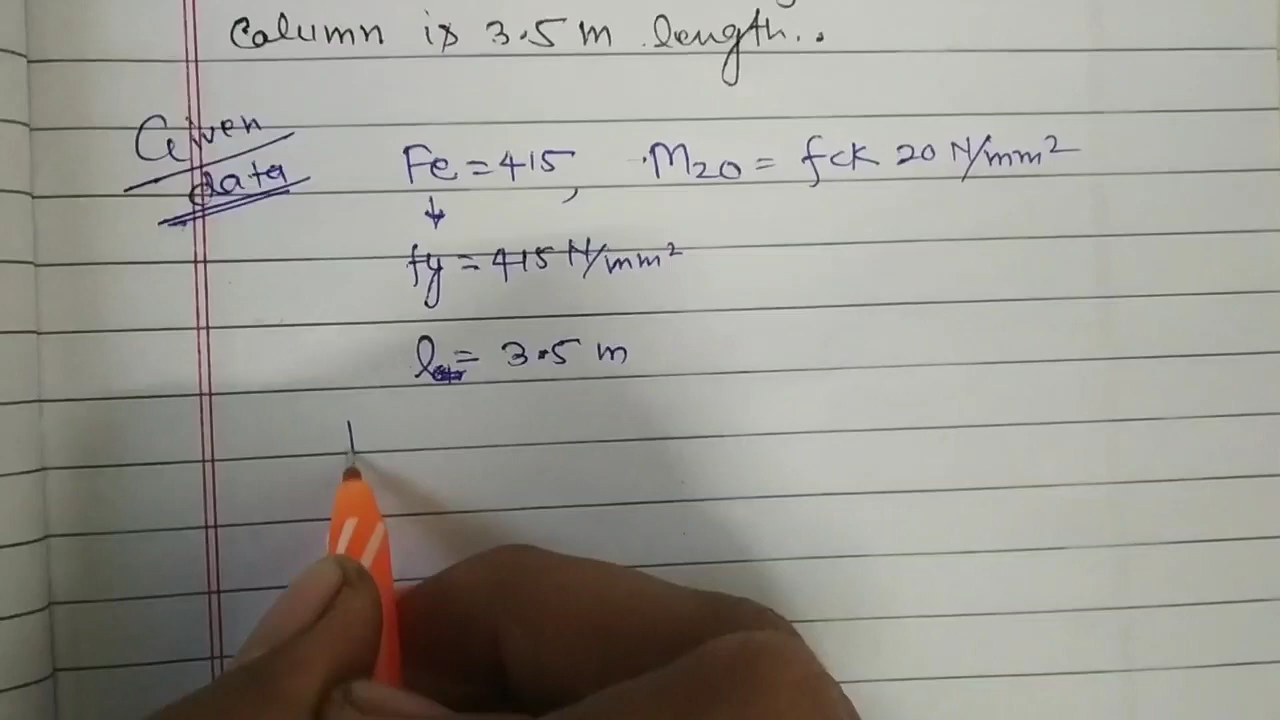 Column is 3.5 m length..
Given
data
Fe = 415, M20 = fck 20 N/mm²
↓
fy = 415 N/mm²
l = 3.5 m